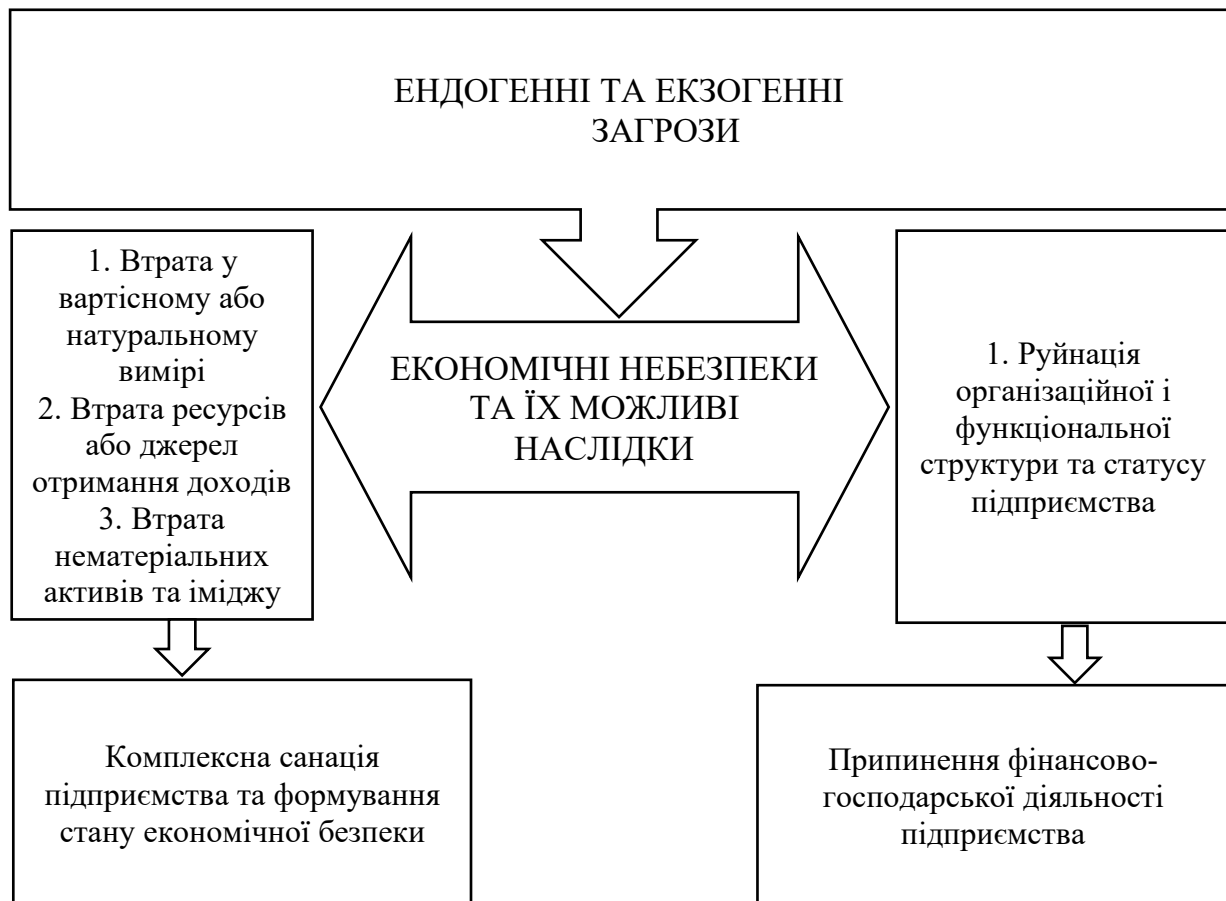 ЕНДОГЕННІ ТА ЕКЗОГЕННІ
ЗАГРОЗИ
1. Втрата у
вартісному або
натуральному
вимірі
2. Втрата ресурсів
або джерел
отримання доходів
3. Втрата
нематеріальних
активів та іміджу
ЕКОНОМІЧНІ НЕБЕЗПЕКИ
ТА ЇХ МОЖЛИВІ
НАСЛІДКИ
1. Руйнація
організаційної і
функціональної
структури та статусу
підприємства
Комплексна санація
підприємства та формування
стану економічної безпеки
Припинення фінансово-
господарської діяльності
підприємства